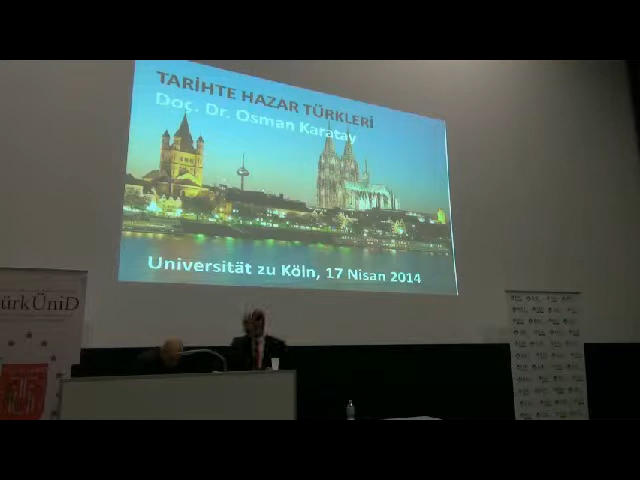 TARİHTE HAZAR TÜRKLERİ
Doç. Dr. Osman Karatay
Universität zu Köln, 17 Nisan 2014
ürkÜniD